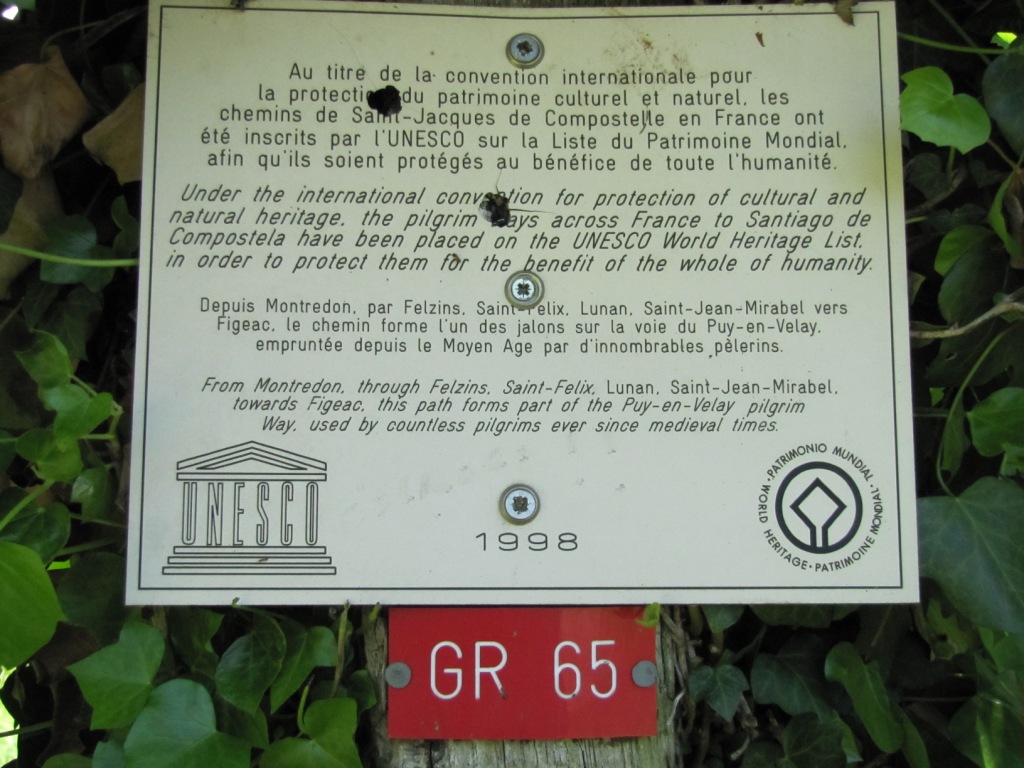 Au titre de la convention internationale pour
la protection du patrimoine culturel et naturel, les
chemins de Saint-Jacques de Compostelle en France ont
été inscrits par l'UNESCO sur la Liste du Patrimoine Mondial,
afin qu'ils soient protégés au bénéfice de toute l'humanité.
Under the international convention for protection of cultural and
natural heritage, the pilgrim ways across France to Santiago de
Compostela have been placed on the UNESCO World Heritage List,
in order to protect them for the benefit of the whole of humanity.
Depuis Montredon, par Felzins, Saint-Felix, Lunan, Saint-Jean-Mirabel vers
Figeac, le chemin forme l'un des jalons sur la voie du Puy-en-Velay,
empruntée depuis le Moyen Age par d'innombrables pèlerins.
From Montredon, through Felzins, Saint-Felix, Lunan, Saint-Jean-Mirabel,
towards Figeac, this path forms part of the Puy-en-Velay pilgrim
Way, used by countless pilgrims ever since medieval times.
UNESCO
1998
WORLD HERITAGE · PATRIMOINE MONDIAL · PATRIMONIO MUNDIAL ·
GR 65